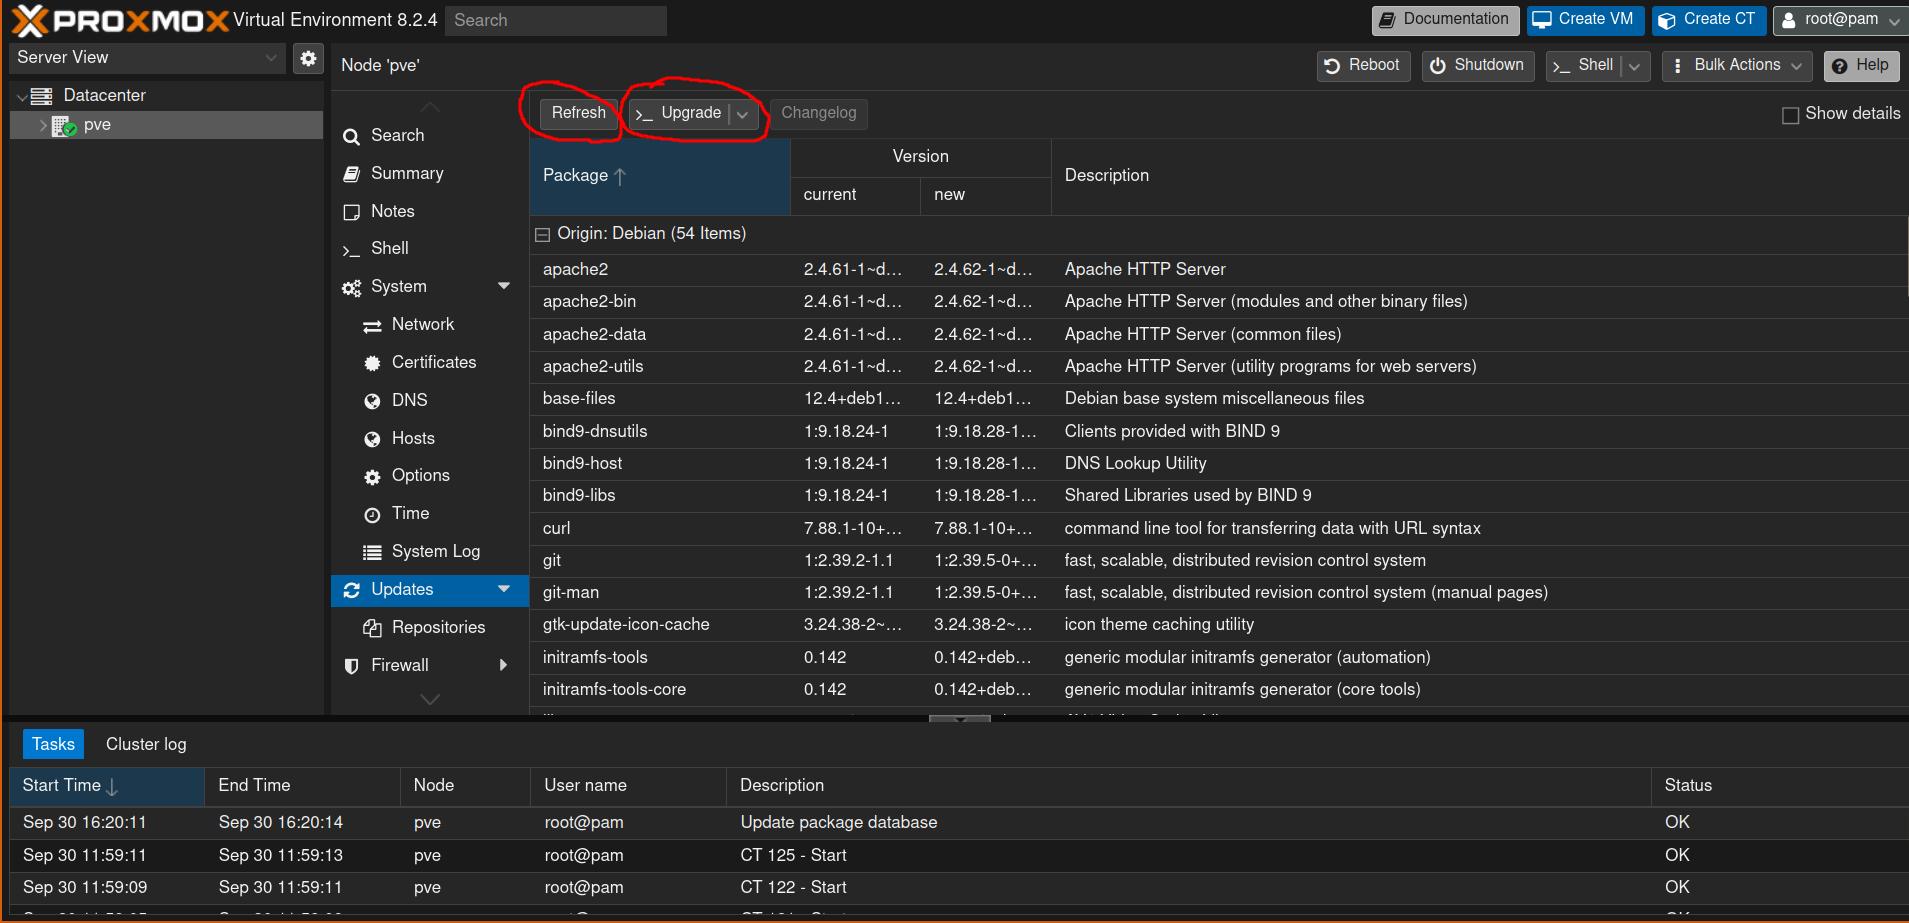 PROXMOX Virtual Environment 8.2.4 Search Documentation Create VM Create CT root@pam
Server View
Datacenter
pve
Node 'pve' Reboot Shutdown >_ Shell Bulk Actions Help
Search
Summary
Notes
>_ Shell
System
Network
Certificates
DNS
Hosts
Options
Time
System Log
Updates
Repositories
Firewall
Refresh >_ Upgrade Changelog Show details
Package Version Description
current new
Origin: Debian (54 Items)
apache2 2.4.61-1~d... 2.4.62-1~d... Apache HTTP Server
apache2-bin 2.4.61-1~d... 2.4.62-1~d... Apache HTTP Server (modules and other binary files)
apache2-data 2.4.61-1~d... 2.4.62-1~d... Apache HTTP Server (common files)
apache2-utils 2.4.61-1~d... 2.4.62-1~d... Apache HTTP Server (utility programs for web servers)
base-files 12.4+deb1... 12.4+deb1... Debian base system miscellaneous files
bind9-dnsutils 1:9.18.24-1 1:9.18.28-1... Clients provided with BIND 9
bind9-host 1:9.18.24-1 1:9.18.28-1... DNS Lookup Utility
bind9-libs 1:9.18.24-1 1:9.18.28-1... Shared Libraries used by BIND 9
curl 7.88.1-10+... 7.88.1-10+... command line tool for transferring data with URL syntax
git 1:2.39.2-1.1 1:2.39.5-0+... fast, scalable, distributed revision control system
git-man 1:2.39.2-1.1 1:2.39.5-0+... fast, scalable, distributed revision control system (manual pages)
gtk-update-icon-cache 3.24.38-2~... 3.24.38-2~... icon theme caching utility
initramfs-tools 0.142 0.142+deb... generic modular initramfs generator (automation)
initramfs-tools-core 0.142 0.142+deb... generic modular initramfs generator (core tools)
Tasks Cluster log
Start Time End Time Node User name Description Status
Sep 30 16:20:11 Sep 30 16:20:14 pve root@pam Update package database OK
Sep 30 11:59:11 Sep 30 11:59:13 pve root@pam CT 125 - Start OK
Sep 30 11:59:09 Sep 30 11:59:11 pve root@pam CT 122 - Start OK